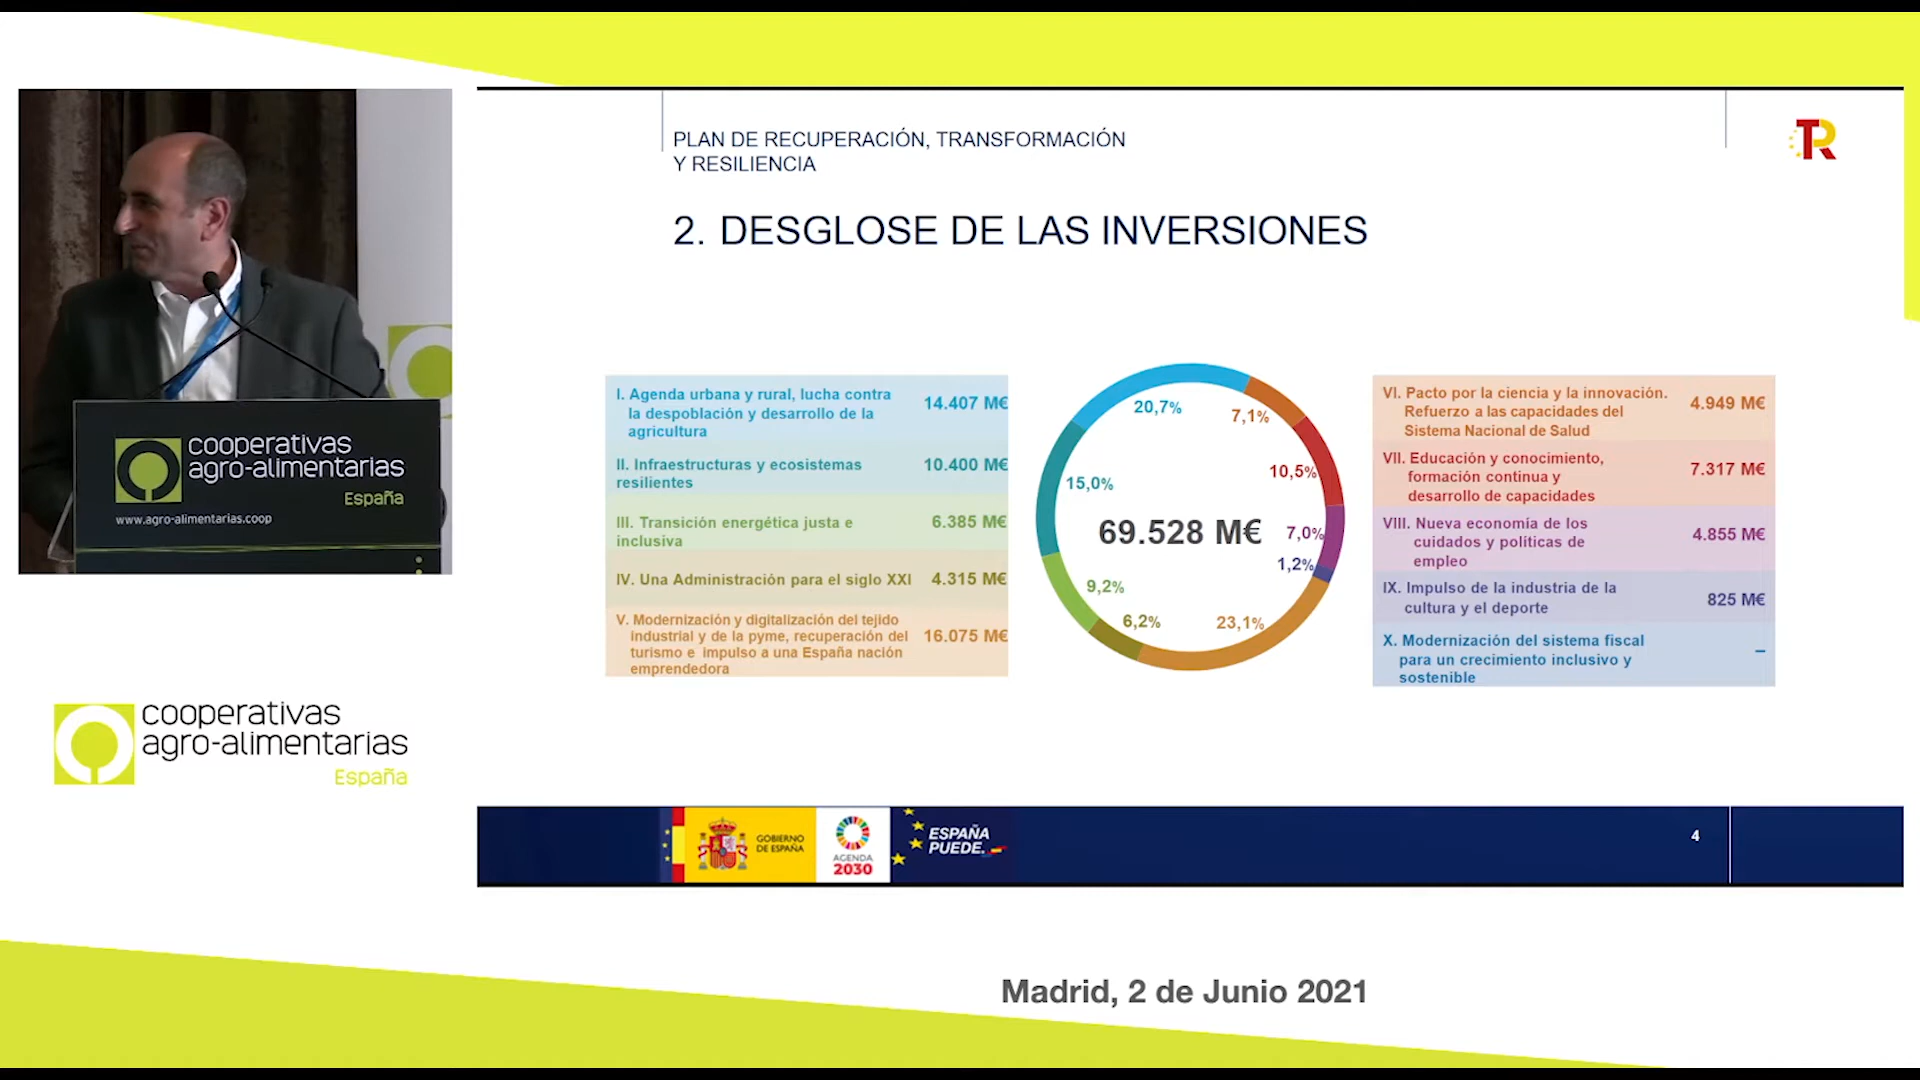 PLAN DE RECUPERACIÓN, TRANSFORMACIÓN
Y RESILIENCIA
TR
2. DESGLOSE DE LAS INVERSIONES
I. Agenda urbana y rural, lucha contra
la despoblación y desarrollo de la
agricultura
14.407 M€
II. Infraestructuras y ecosistemas
resilientes
10.400 M€
III. Transición energética justa e
inclusiva
6.385 M€
IV. Una Administración para el siglo XXI
4.315 M€
V. Modernización y digitalización del tejido
industrial y de la pyme, recuperación del
turismo e impulso a una España nación
emprendedora
16.075 M€
20,7%
7,1%
10,5%
15,0%
69.528 M€
7,0%
1,2%
9,2%
6,2%
23,1%
VI. Pacto por la ciencia y la innovación.
Refuerzo a las capacidades del
Sistema Nacional de Salud
4.949 M€
VII. Educación y conocimiento,
formación continua y
desarrollo de capacidades
7.317 M€
VIII. Nueva economía de los
cuidados y políticas de
empleo
4.855 M€
IX. Impulso de la industria de la
cultura y el deporte
825 M€
X. Modernización del sistema fiscal
para un crecimiento inclusivo y
sostenible
–
cooperativas
agro-alimentarias
España
www.agro-alimentarias.coop
cooperativas
agro-alimentarias
España
GOBIERNO
DE ESPAÑA
AGENDA
2030
ESPAÑA
PUEDE.
4
Madrid, 2 de Junio 2021